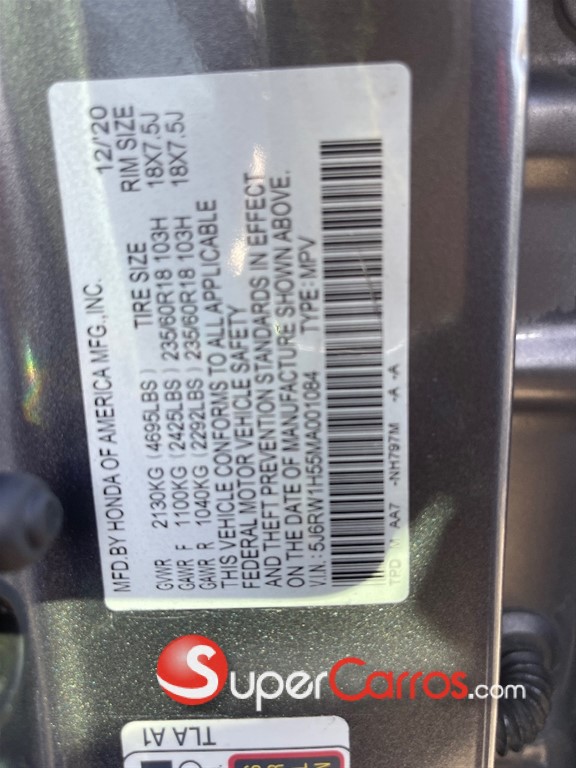 MFD.BY HONDA OF AMERICA MFG.,INC. 12/20
TIRE SIZE RIM SIZE
GVWR 2130KG (4695LBS)
GAWR F 1100KG (2425LBS) 235/60R18 103H 18X7.5J
GAWR R 1040KG (2292LBS) 235/60R18 103H 18X7.5J
THIS VEHICLE CONFORMS TO ALL APPLICABLE
FEDERAL MOTOR VEHICLE SAFETY
AND THEFT PREVENTION STANDARDS IN EFFECT
ON THE DATE OF MANUFACTURE SHOWN ABOVE.
V.I.N.: 5J6RW1H55MA001084 TYPE: MPV
TPD AA7 -NH797M -A -A
SuperCarros.com
TLA A1